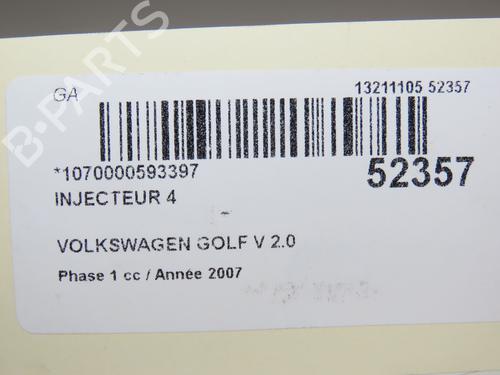 B-PARTS
GA
13211105 52357
*1070000593397
52357
INJECTEUR 4
VOLKSWAGEN GOLF V 2.0
Phase 1 cc / Année 2007